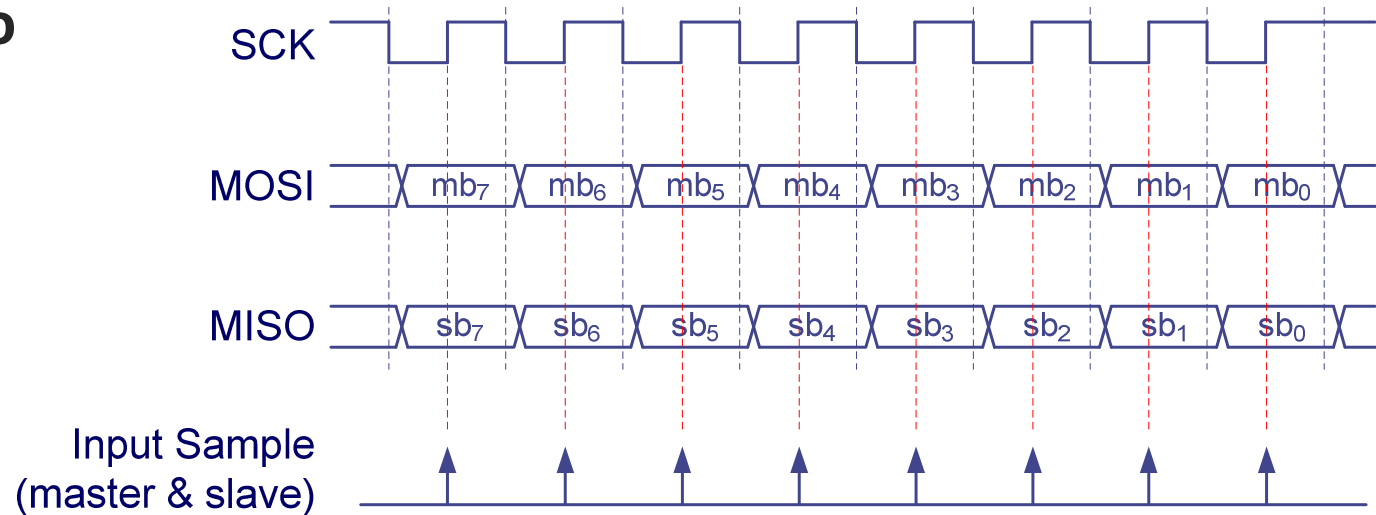 b
SCK
MOSI mb₇ mb₆ mb₅ mb₄ mb₃ mb₂ mb₁ mb₀
MISO sb₇ sb₆ sb₅ sb₄ sb₃ sb₂ sb₁ sb₀
Input Sample
(master & slave)